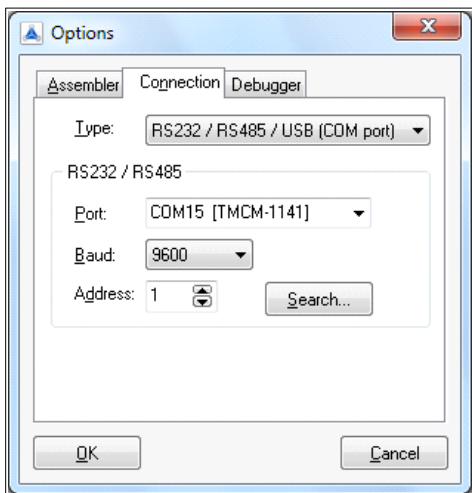 Options
Assembler Connection Debugger
Type: RS232 / RS485 / USB (COM port)
RS232 / RS485
Port: COM15 [TMCM-1141]
Baud: 9600
Address: 1 Search...
OK Cancel